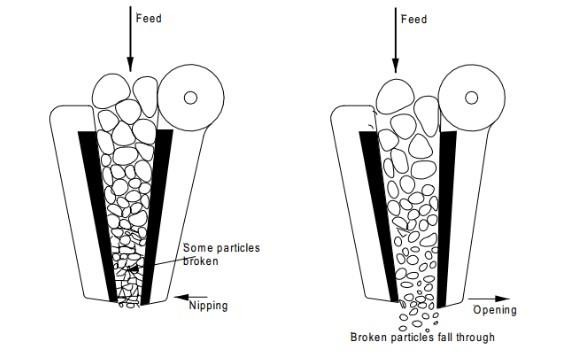 Feed
Some particles
broken
Nipping
Feed
Opening
Broken particles fall through